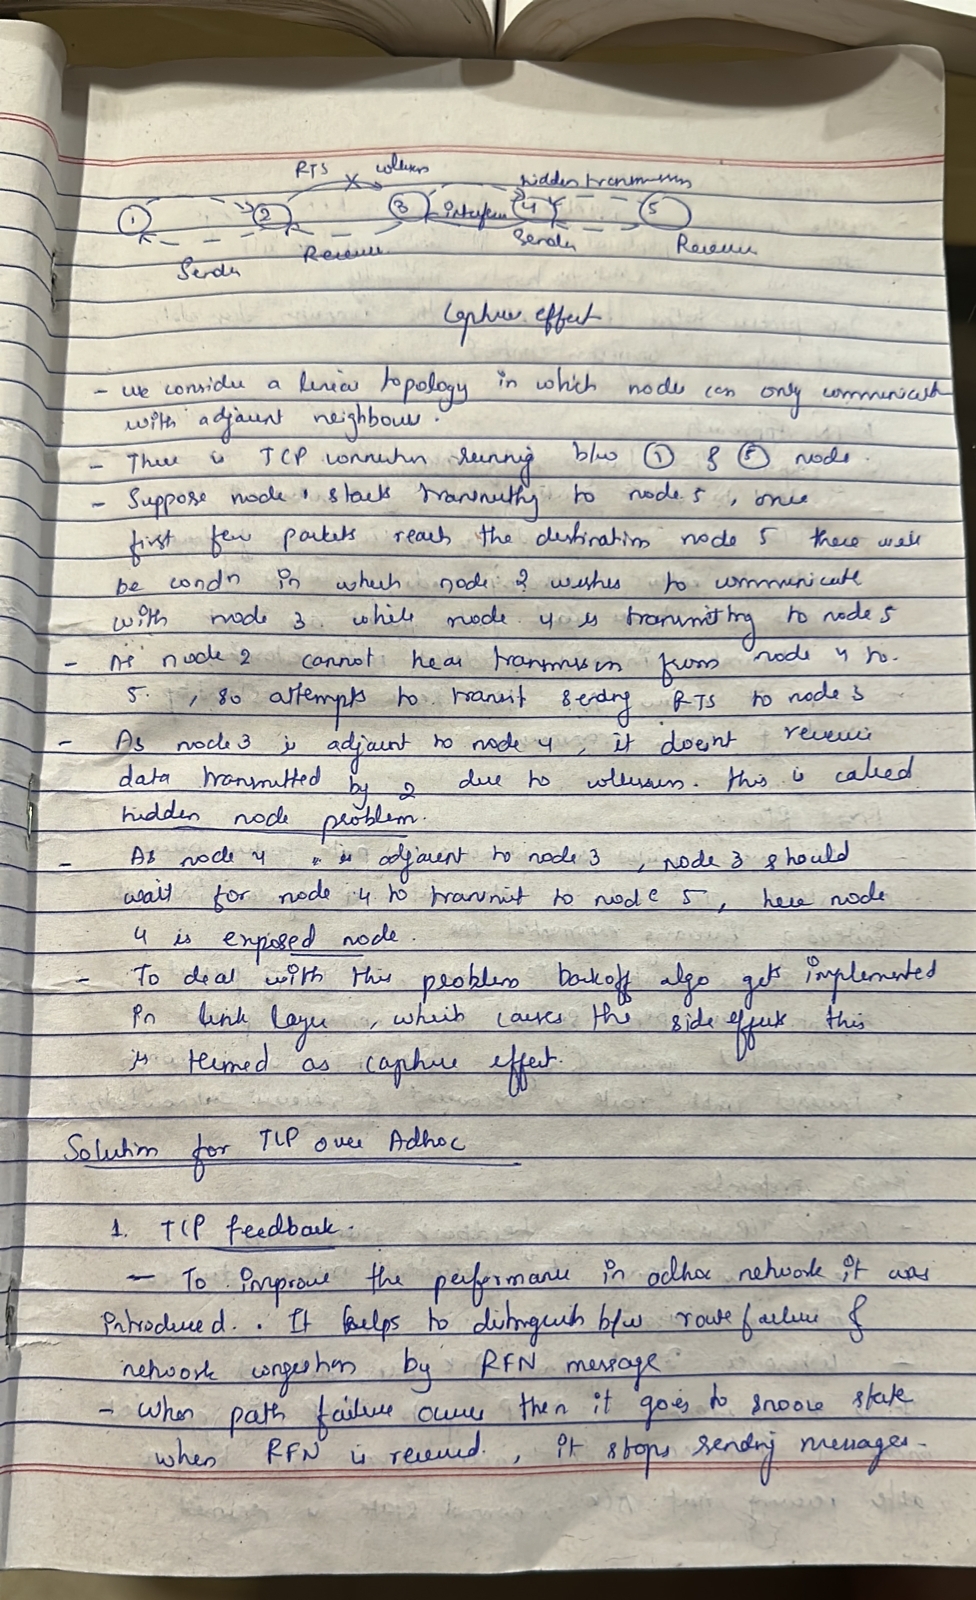 RTS collision
hidden transmission
1 2 3 interfere 4 5
Sender Receiver Sender Receiver
Capture effect
- We consider a linear topology in which node can only communicate
with adjacent neighbour.
- There is TCP connection running b/w ① & ⑤ node.
- Suppose node 1 starts transmitting to node 5, once
first few packets reach the destination node 5 there will
be condn in which node 2 wishes to communicate
with node 3 while node 4 is transmitting to node 5
- As node 2 cannot hear transmission from node 4 to
5, so attempts to transit sending RTS to node 3
- As node 3 is adjacent to node 4, it doesnt receive
data transmitted by 2 due to collision. this is called
hidden node problem.
- As node 4 is adjacent to node 3, node 3 should
wait for node 4 to transmit to node 5, here node
4 is exposed node.
- To deal with this problem backoff algo gets implemented
in link layer, which causes the side effect this
is termed as capture effect.
Solution for TCP over Adhoc
1. TCP feedback.
- To improve the performance in adhoc network it was
introduced. It helps to distinguish b/w route failure &
network congestion by RFN message
- When path failure occurs then it goes to snooze state
when RFN is received, it stops sending messages.